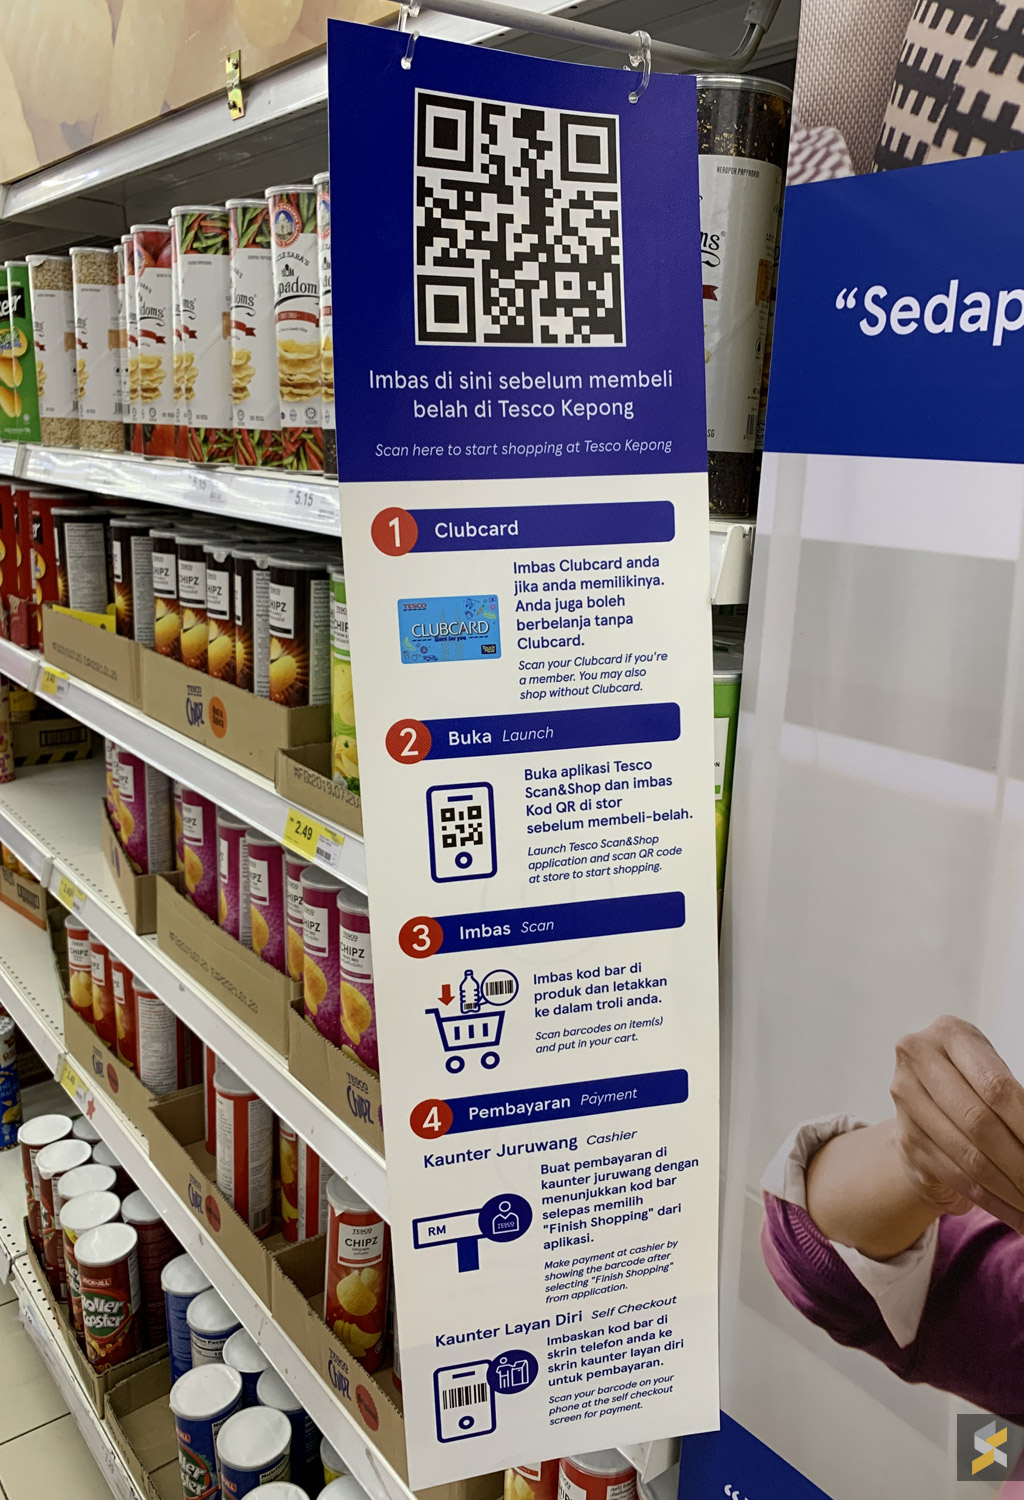 Imbas di sini sebelum membeli
belah di Tesco Kepong
Scan here to start shopping at Tesco Kepong
1 Clubcard
TESCO
CLUBCARD
Imbas Clubcard anda
jika anda memilikinya.
Anda juga boleh
berbelanja tanpa
Clubcard.
Scan your Clubcard if you're
a member. You may also
shop without Clubcard.
2 Buka Launch
Buka aplikasi Tesco
Scan&Shop dan imbas
Kod QR di stor
sebelum membeli-belah.
Launch Tesco Scan&Shop
application and scan QR code
at store to start shopping.
3 Imbas Scan
Imbas kod bar di
produk dan letakkan
ke dalam troli anda.
Scan barcodes on item(s)
and put in your cart.
4 Pembayaran Payment
Kaunter Juruwang Cashier
RM
TESCO
Buat pembayaran di
kaunter juruwang dengan
menunjukkan kod bar
selepas memilih
"Finish Shopping" dari
aplikasi.
Make payment at cashier by
showing the barcode after
selecting "Finish Shopping"
from application.
Kaunter Layan Diri Self Checkout
Imbaskan kod bar di
skrin telefon anda ke
skrin kaunter layan diri
untuk pembayaran.
Scan your barcode on your
phone at the self checkout
screen for payment.
"Sedap
5.15
5.15
2.49
TESCO
CHIPZ